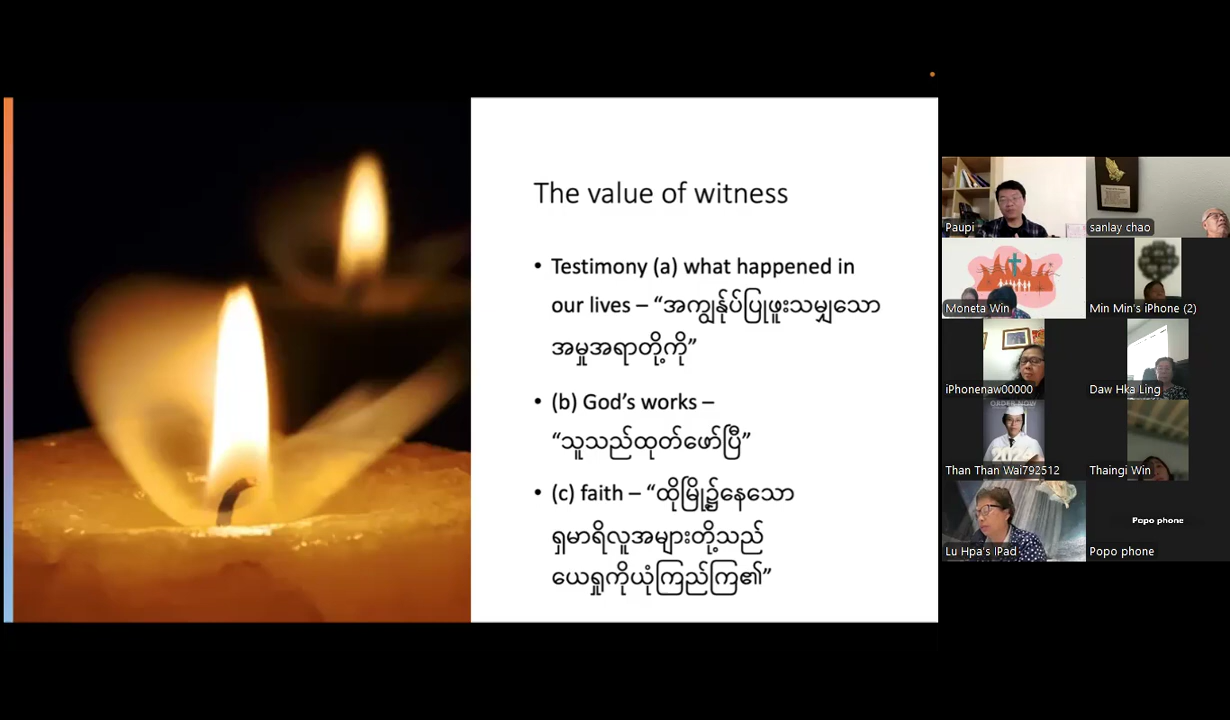 The value of witness
• Testimony (a) what happened in
our lives – “အကျွန်ုပ်ပြုဖူးသမျှသော
အမှုအရာတို့ကို”
• (b) God’s works –
“သူသည်ထုတ်ဖော်ပြီ”
• (c) faith – “ထိုမြို့၌နေသော
ရှမာရိလူအများတို့သည်
ယေရှုကိုယုံကြည်ကြ၏”
Paupi
sanlay chao
Moneta Win
Min Min's iPhone (2)
iPhonenaw00000
Daw Hka Ling
ORDER NOW
Than Than Wai792512
Thaingi Win
Lu Hpa's IPad
Popo phone
Popo phone